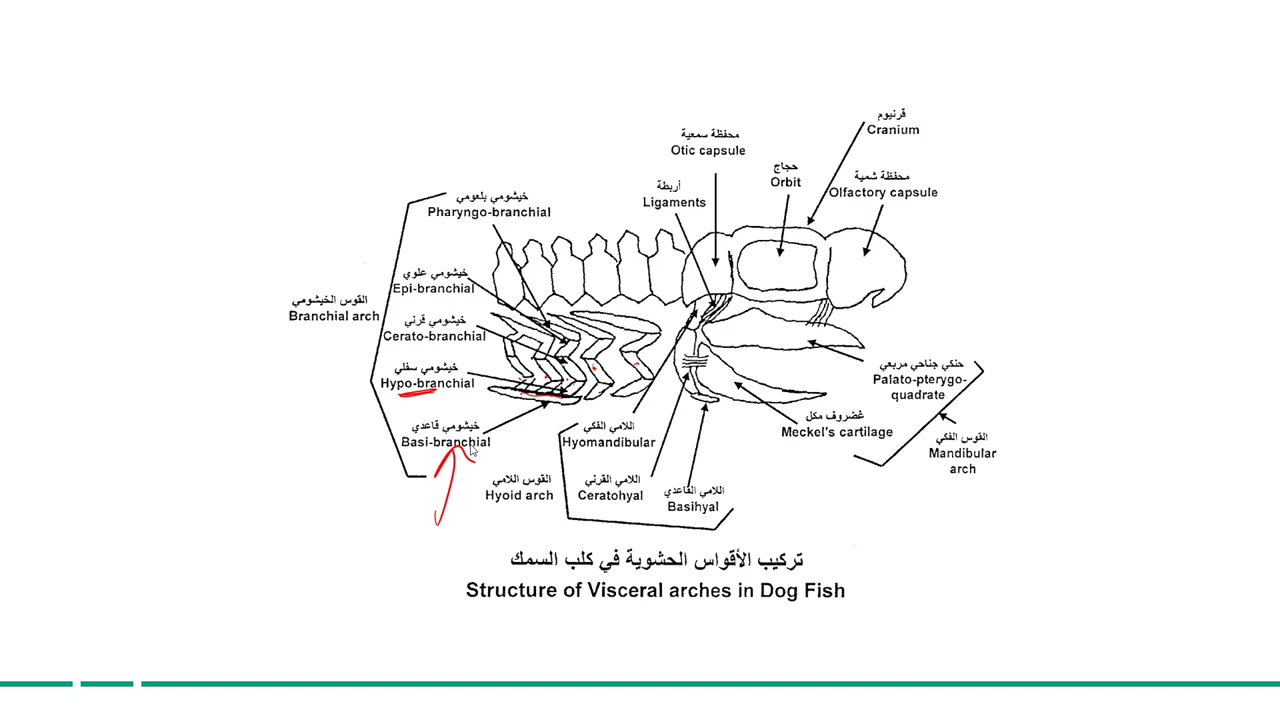 قرنيوم
Cranium
محفظة سمعية
Otic capsule
حجاج
Orbit
محفظة شمية
Olfactory capsule
أربطة
Ligaments
خيشومي بلعومي
Pharyngo-branchial
خيشومي علوي
Epi-branchial
القوس الخيشومي
Branchial arch
خيشومي قرني
Cerato-branchial
خيشومي سفلي
Hypo-branchial
خيشومي قاعدي
Basi-branchial
حنكي جناحي مربعي
Palato-pterygo-
quadrate
غضروف مكل
Meckel's cartilage
القوس الفكي
Mandibular
arch
اللامي الفكي
Hyomandibular
القوس اللامي
Hyoid arch
اللامي القرني
Ceratohyal
اللامي القاعدي
Basihyal
تركيب الأقواس الحشوية في كلب السمك
Structure of Visceral arches in Dog Fish